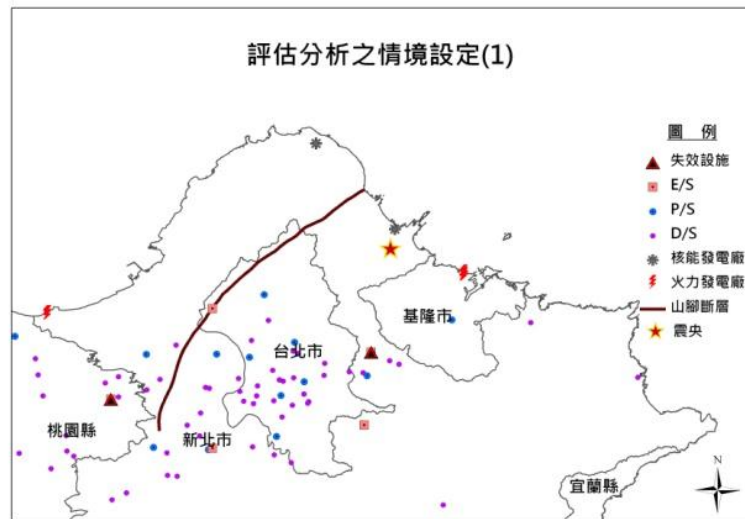 評估分析之情境設定(1)
圖 例
失效設施
E/S
P/S
D/S
核能發電廠
火力發電廠
山腳斷層
震央
基隆市
台北市
桃園縣
新北市
宜蘭縣
N